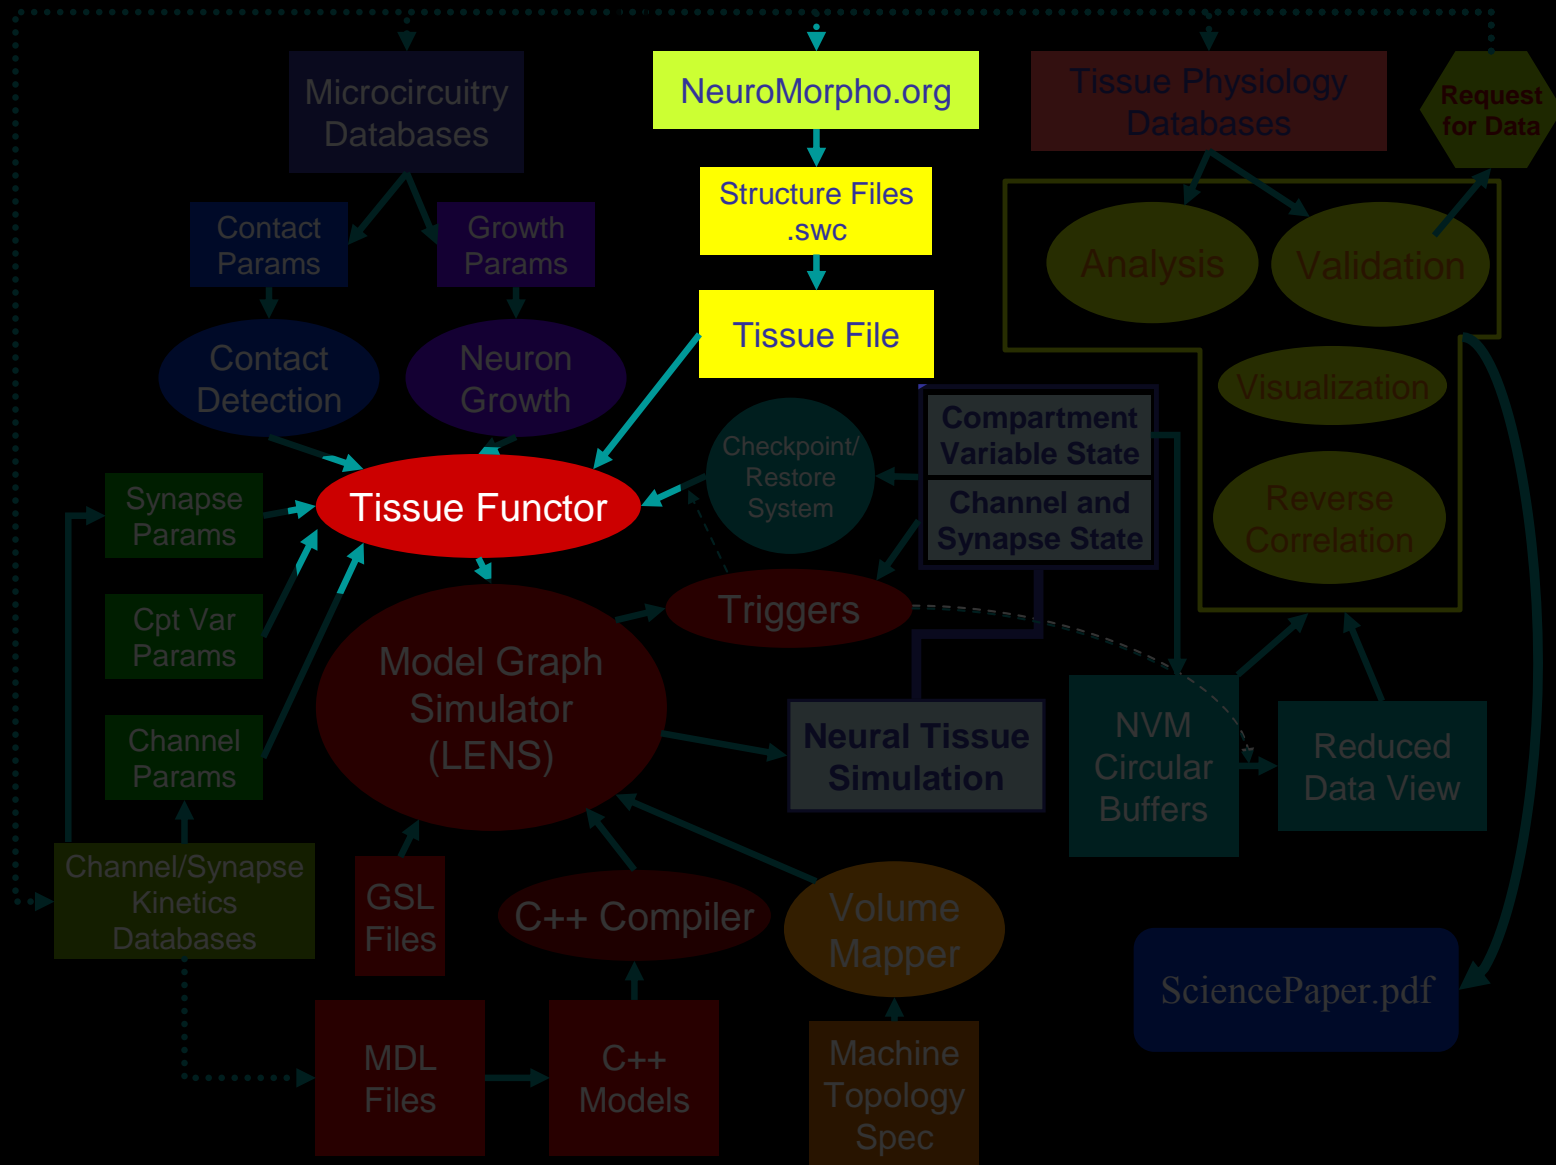 Microcircuitry
Databases
NeuroMorpho.org
Tissue Physiology
Databases
Request
for Data
Structure Files
.swc
Contact
Params
Growth
Params
Analysis
Validation
Tissue File
Contact
Detection
Neuron
Growth
Visualization
Compartment
Variable State
Channel and
Synapse State
Checkpoint/
Restore
System
Synapse
Params
Tissue Functor
Reverse
Correlation
Cpt Var
Params
Triggers
Model Graph
Simulator
(LENS)
Channel
Params
Neural Tissue
Simulation
NVM
Circular
Buffers
Reduced
Data View
Channel/Synapse
Kinetics
Databases
GSL
Files
C++ Compiler
Volume
Mapper
SciencePaper.pdf
MDL
Files
C++
Models
Machine
Topology
Spec